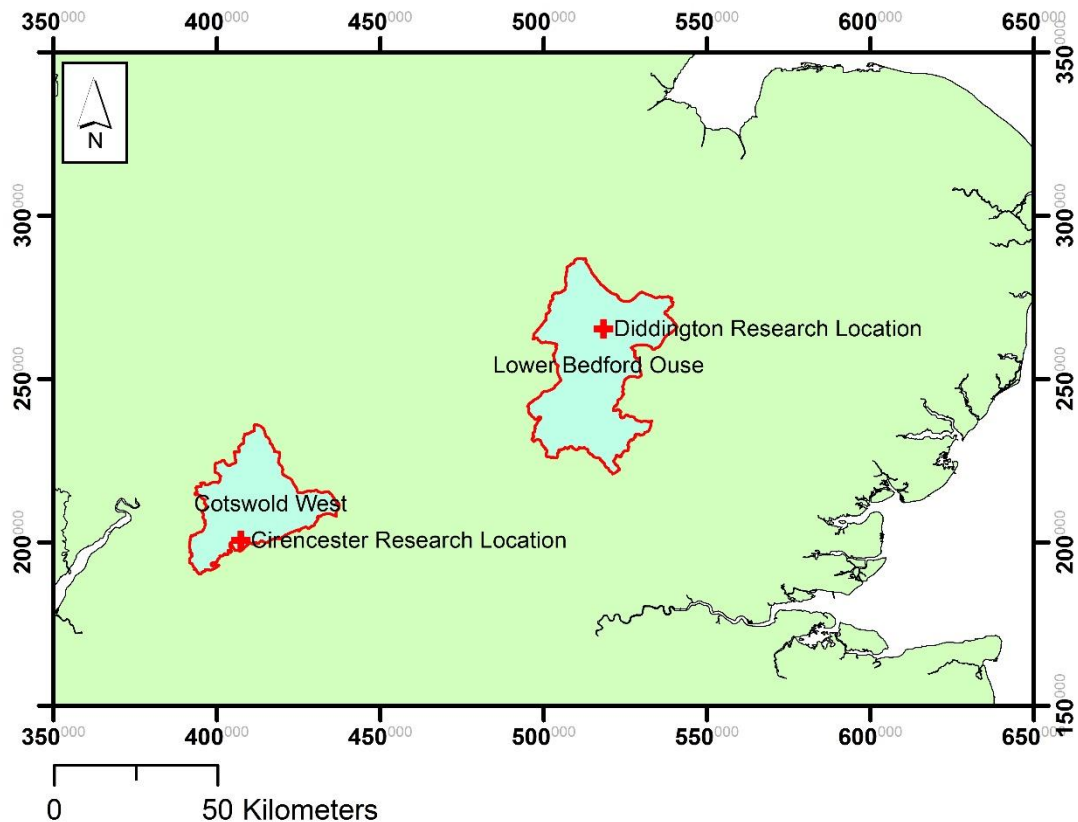 350000 400000 450000 500000 550000 600000 650000
350000
N
300000 300000
Diddington Research Location
Lower Bedford Ouse
250000 250000
Cotswold West
Cirencester Research Location
200000 200000
150000 150000
350000 400000 450000 500000 550000 600000 650000
0 50 Kilometers